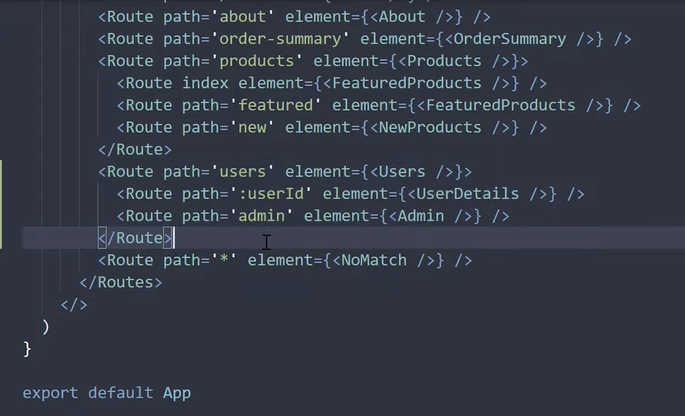 <Route path='about' element={<About />} />
<Route path='order-summary' element={<OrderSummary />} />
<Route path='products' element={<Products />}>
<Route index element={<FeaturedProducts />} />
<Route path='featured' element={<FeaturedProducts />} />
<Route path='new' element={<NewProducts />} />
</Route>
<Route path='users' element={<Users />}>
<Route path=':userId' element={<UserDetails />} />
<Route path='admin' element={<Admin />} />
</Route>
<Route path='*' element={<NoMatch />} />
</Routes>
</>
)
}
export default App